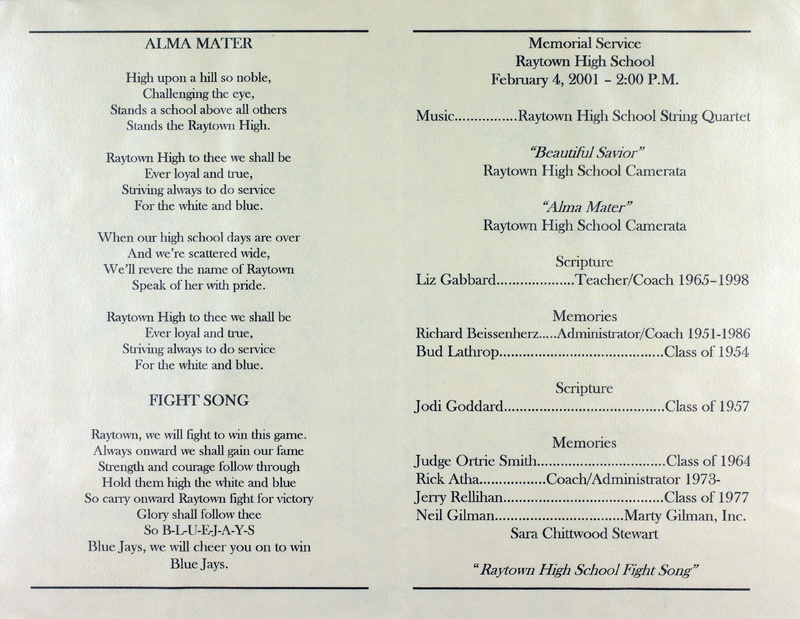 ALMA MATER
High upon a hill so noble,
Challenging the eye,
Stands a school above all others
Stands the Raytown High.
Raytown High to thee we shall be
Ever loyal and true,
Striving always to do service
For the white and blue.
When our high school days are over
And we're scattered wide,
We'll revere the name of Raytown
Speak of her with pride.
Raytown High to thee we shall be
Ever loyal and true,
Striving always to do service
For the white and blue.
FIGHT SONG
Raytown, we will fight to win this game.
Always onward we shall gain our fame
Strength and courage follow through
Hold them high the white and blue
So carry onward Raytown fight for victory
Glory shall follow thee
So B-L-U-E-J-A-Y-S
Blue Jays, we will cheer you on to win
Blue Jays.
Memorial Service
Raytown High School
February 4, 2001 – 2:00 P.M.
Music.................Raytown High School String Quartet
"Beautiful Savior"
Raytown High School Camerata
"Alma Mater"
Raytown High School Camerata
Scripture
Liz Gabbard.....................Teacher/Coach 1965–1998
Memories
Richard Beissenherz.....Administrator/Coach 1951-1986
Bud Lathrop............................................Class of 1954
Scripture
Jodi Goddard...........................................Class of 1957
Memories
Judge Ortrie Smith..................................Class of 1964
Rick Atha..................Coach/Administrator 1973-
Jerry Rellihan...........................................Class of 1977
Neil Gilman..................................Marty Gilman, Inc.
Sara Chittwood Stewart
"Raytown High School Fight Song"